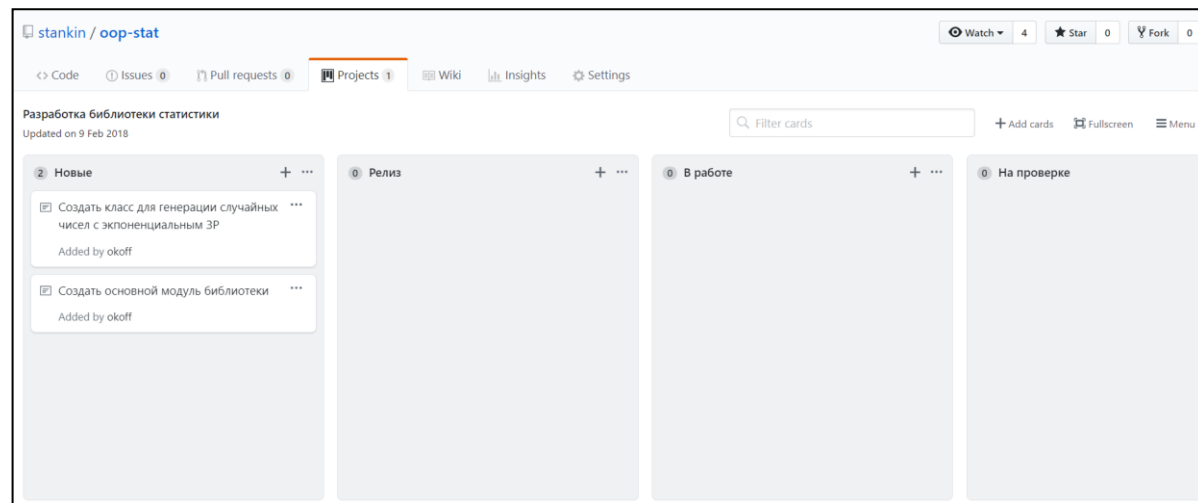 stankin / oop-stat
Watch 4 Star 0 Fork 0
<> Code Issues 0 Pull requests 0 Projects 1 Wiki Insights Settings
Разработка библиотеки статистики
Updated on 9 Feb 2018
Filter cards
+ Add cards Fullscreen Menu
2 Новые + ...
0 Релиз + ...
0 В работе + ...
0 На проверке
Создать класс для генерации случайных ...
чисел с экпоненциальным ЗР
Added by okoff
Создать основной модуль библиотеки ...
Added by okoff